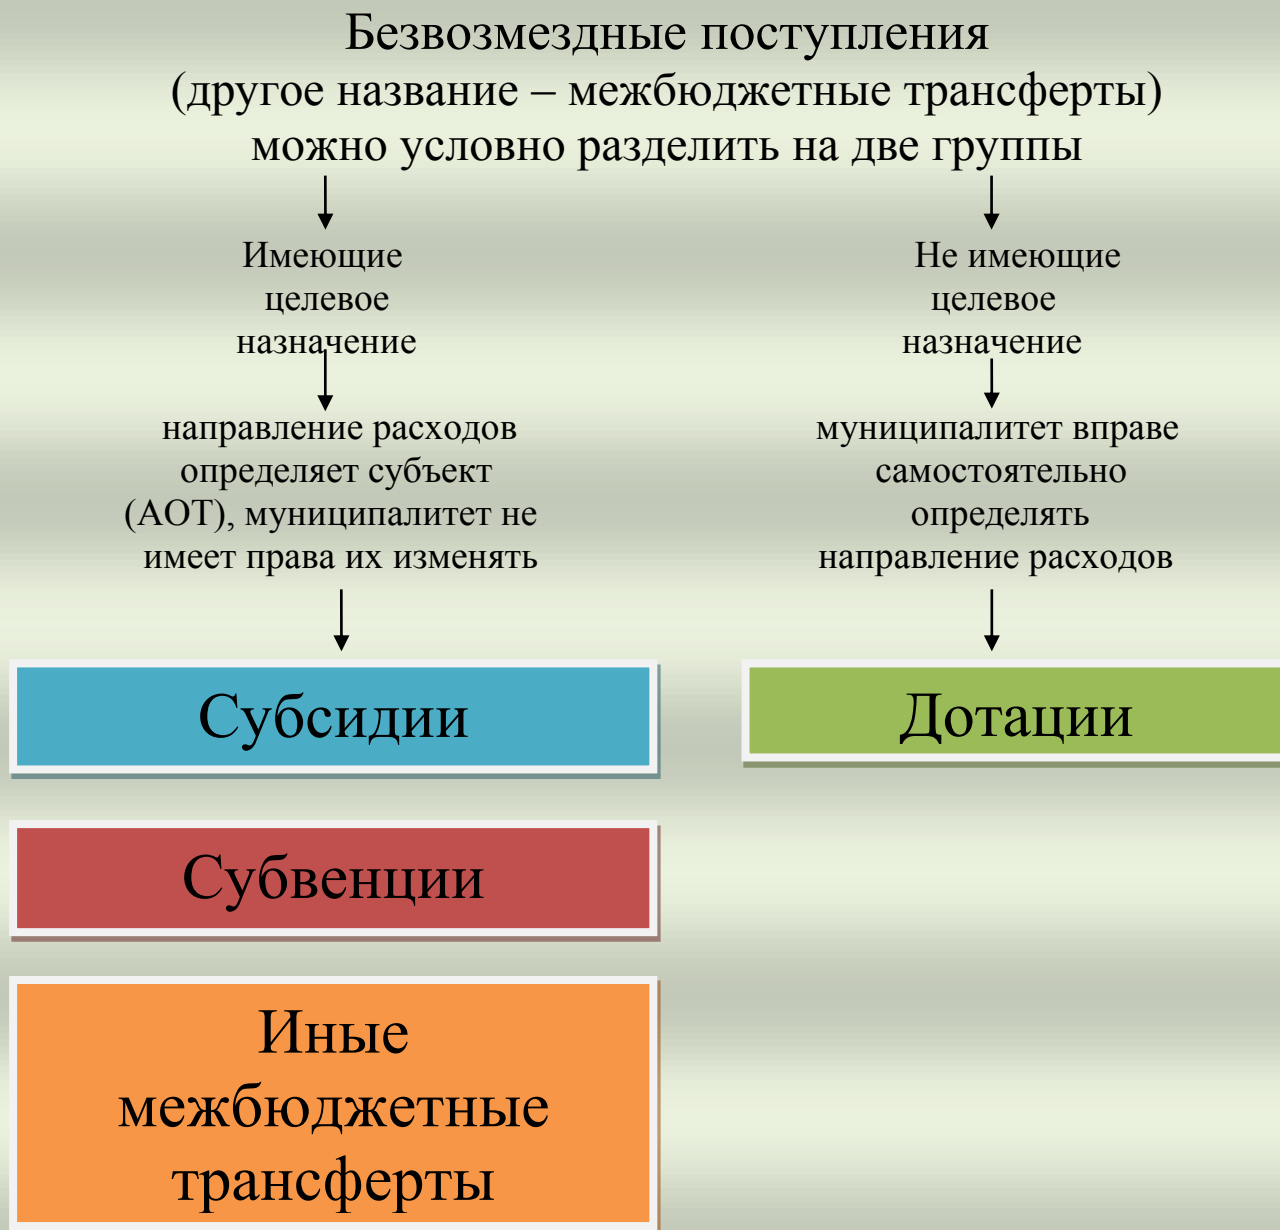 Безвозмездные поступления
(другое название – межбюджетные трансферты)
можно условно разделить на две группы
Имеющие
целевое
назначение
направление расходов
определяет субъект
(АОТ), муниципалитет не
имеет права их изменять
Субсидии
Субвенции
Иные
межбюджетные
трансферты
Не имеющие
целевое
назначение
муниципалитет вправе
самостоятельно
определять
направление расходов
Дотации